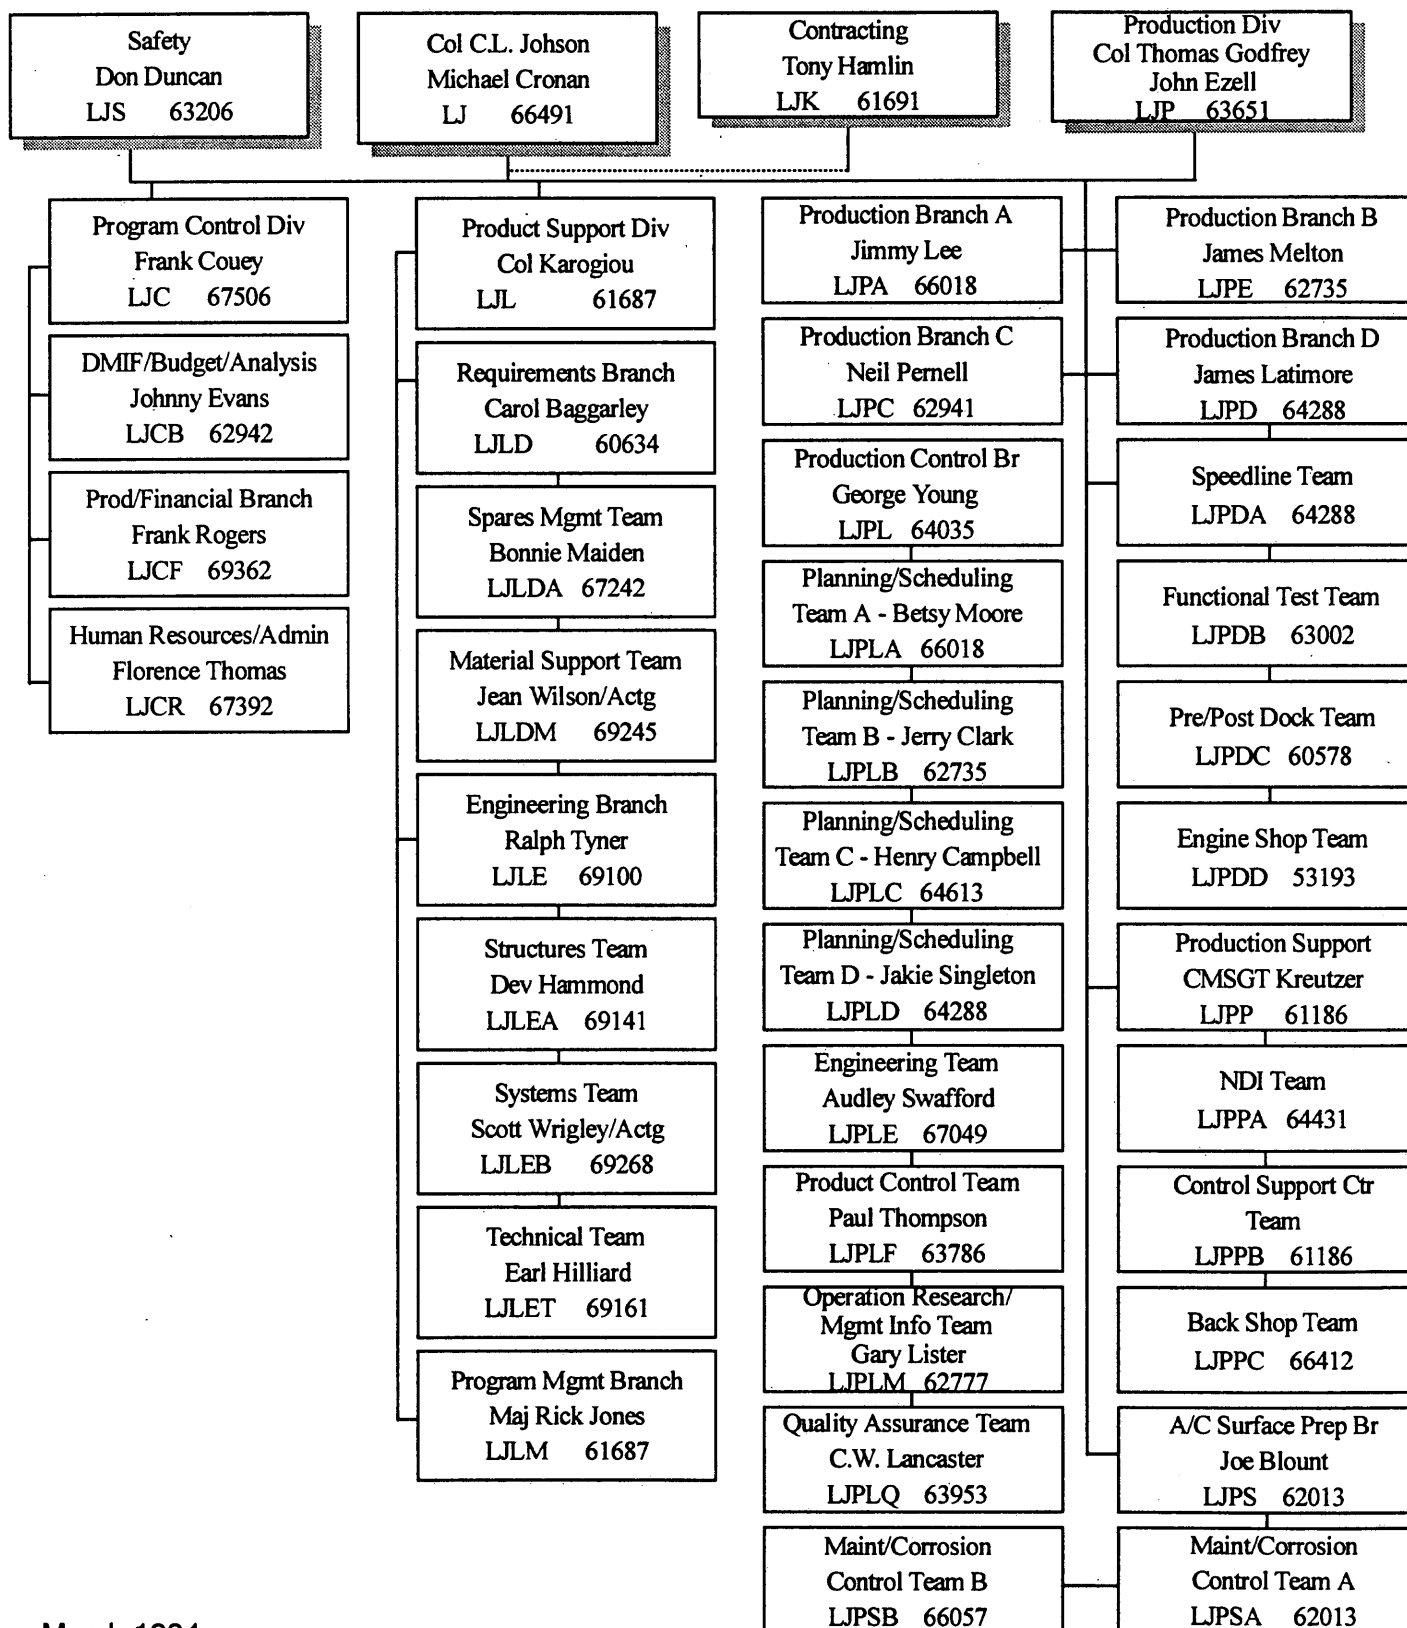 Safety
Don Duncan
LJS 63206
Col C.L. Johson
Michael Cronan
LJ 66491
Contracting
Tony Hamlin
LJK 61691
Production Div
Col Thomas Godfrey
John Ezell
LJP 63651
Program Control Div
Frank Couey
LJC 67506
DMIF/Budget/Analysis
Johnny Evans
LJCB 62942
Prod/Financial Branch
Frank Rogers
LJCF 69362
Human Resources/Admin
Florence Thomas
LJCR 67392
Product Support Div
Col Karogiou
LJL 61687
Requirements Branch
Carol Baggarley
LJLD 60634
Spares Mgmt Team
Bonnie Maiden
LJLDA 67242
Material Support Team
Jean Wilson/Actg
LJLDM 69245
Engineering Branch
Ralph Tyner
LJLE 69100
Structures Team
Dev Hammond
LJLEA 69141
Systems Team
Scott Wrigley/Actg
LJLEB 69268
Technical Team
Earl Hilliard
LJLET 69161
Program Mgmt Branch
Maj Rick Jones
LJLM 61687
Production Branch A
Jimmy Lee
LJPA 66018
Production Branch C
Neil Pernell
LJPC 62941
Production Control Br
George Young
LJPL 64035
Planning/Scheduling
Team A - Betsy Moore
LJPLA 66018
Planning/Scheduling
Team B - Jerry Clark
LJPLB 62735
Planning/Scheduling
Team C - Henry Campbell
LJPLC 64613
Planning/Scheduling
Team D - Jakie Singleton
LJPLD 64288
Engineering Team
Audley Swafford
LJPLE 67049
Product Control Team
Paul Thompson
LJPLF 63786
Operation Research/
Mgmt Info Team
Gary Lister
LJPLM 62777
Quality Assurance Team
C.W. Lancaster
LJPLQ 63953
Maint/Corrosion
Control Team B
LJPSB 66057
Production Branch B
James Melton
LJPE 62735
Production Branch D
James Latimore
LJPD 64288
Speedline Team
LJPDA 64288
Functional Test Team
LJPDB 63002
Pre/Post Dock Team
LJPDC 60578
Engine Shop Team
LJPDD 53193
Production Support
CMSGT Kreutzer
LJPP 61186
NDI Team
LJPPA 64431
Control Support Ctr
Team
LJPPB 61186
Back Shop Team
LJPPC 66412
A/C Surface Prep Br
Joe Blount
LJPS 62013
Maint/Corrosion
Control Team A
LJPSA 62013